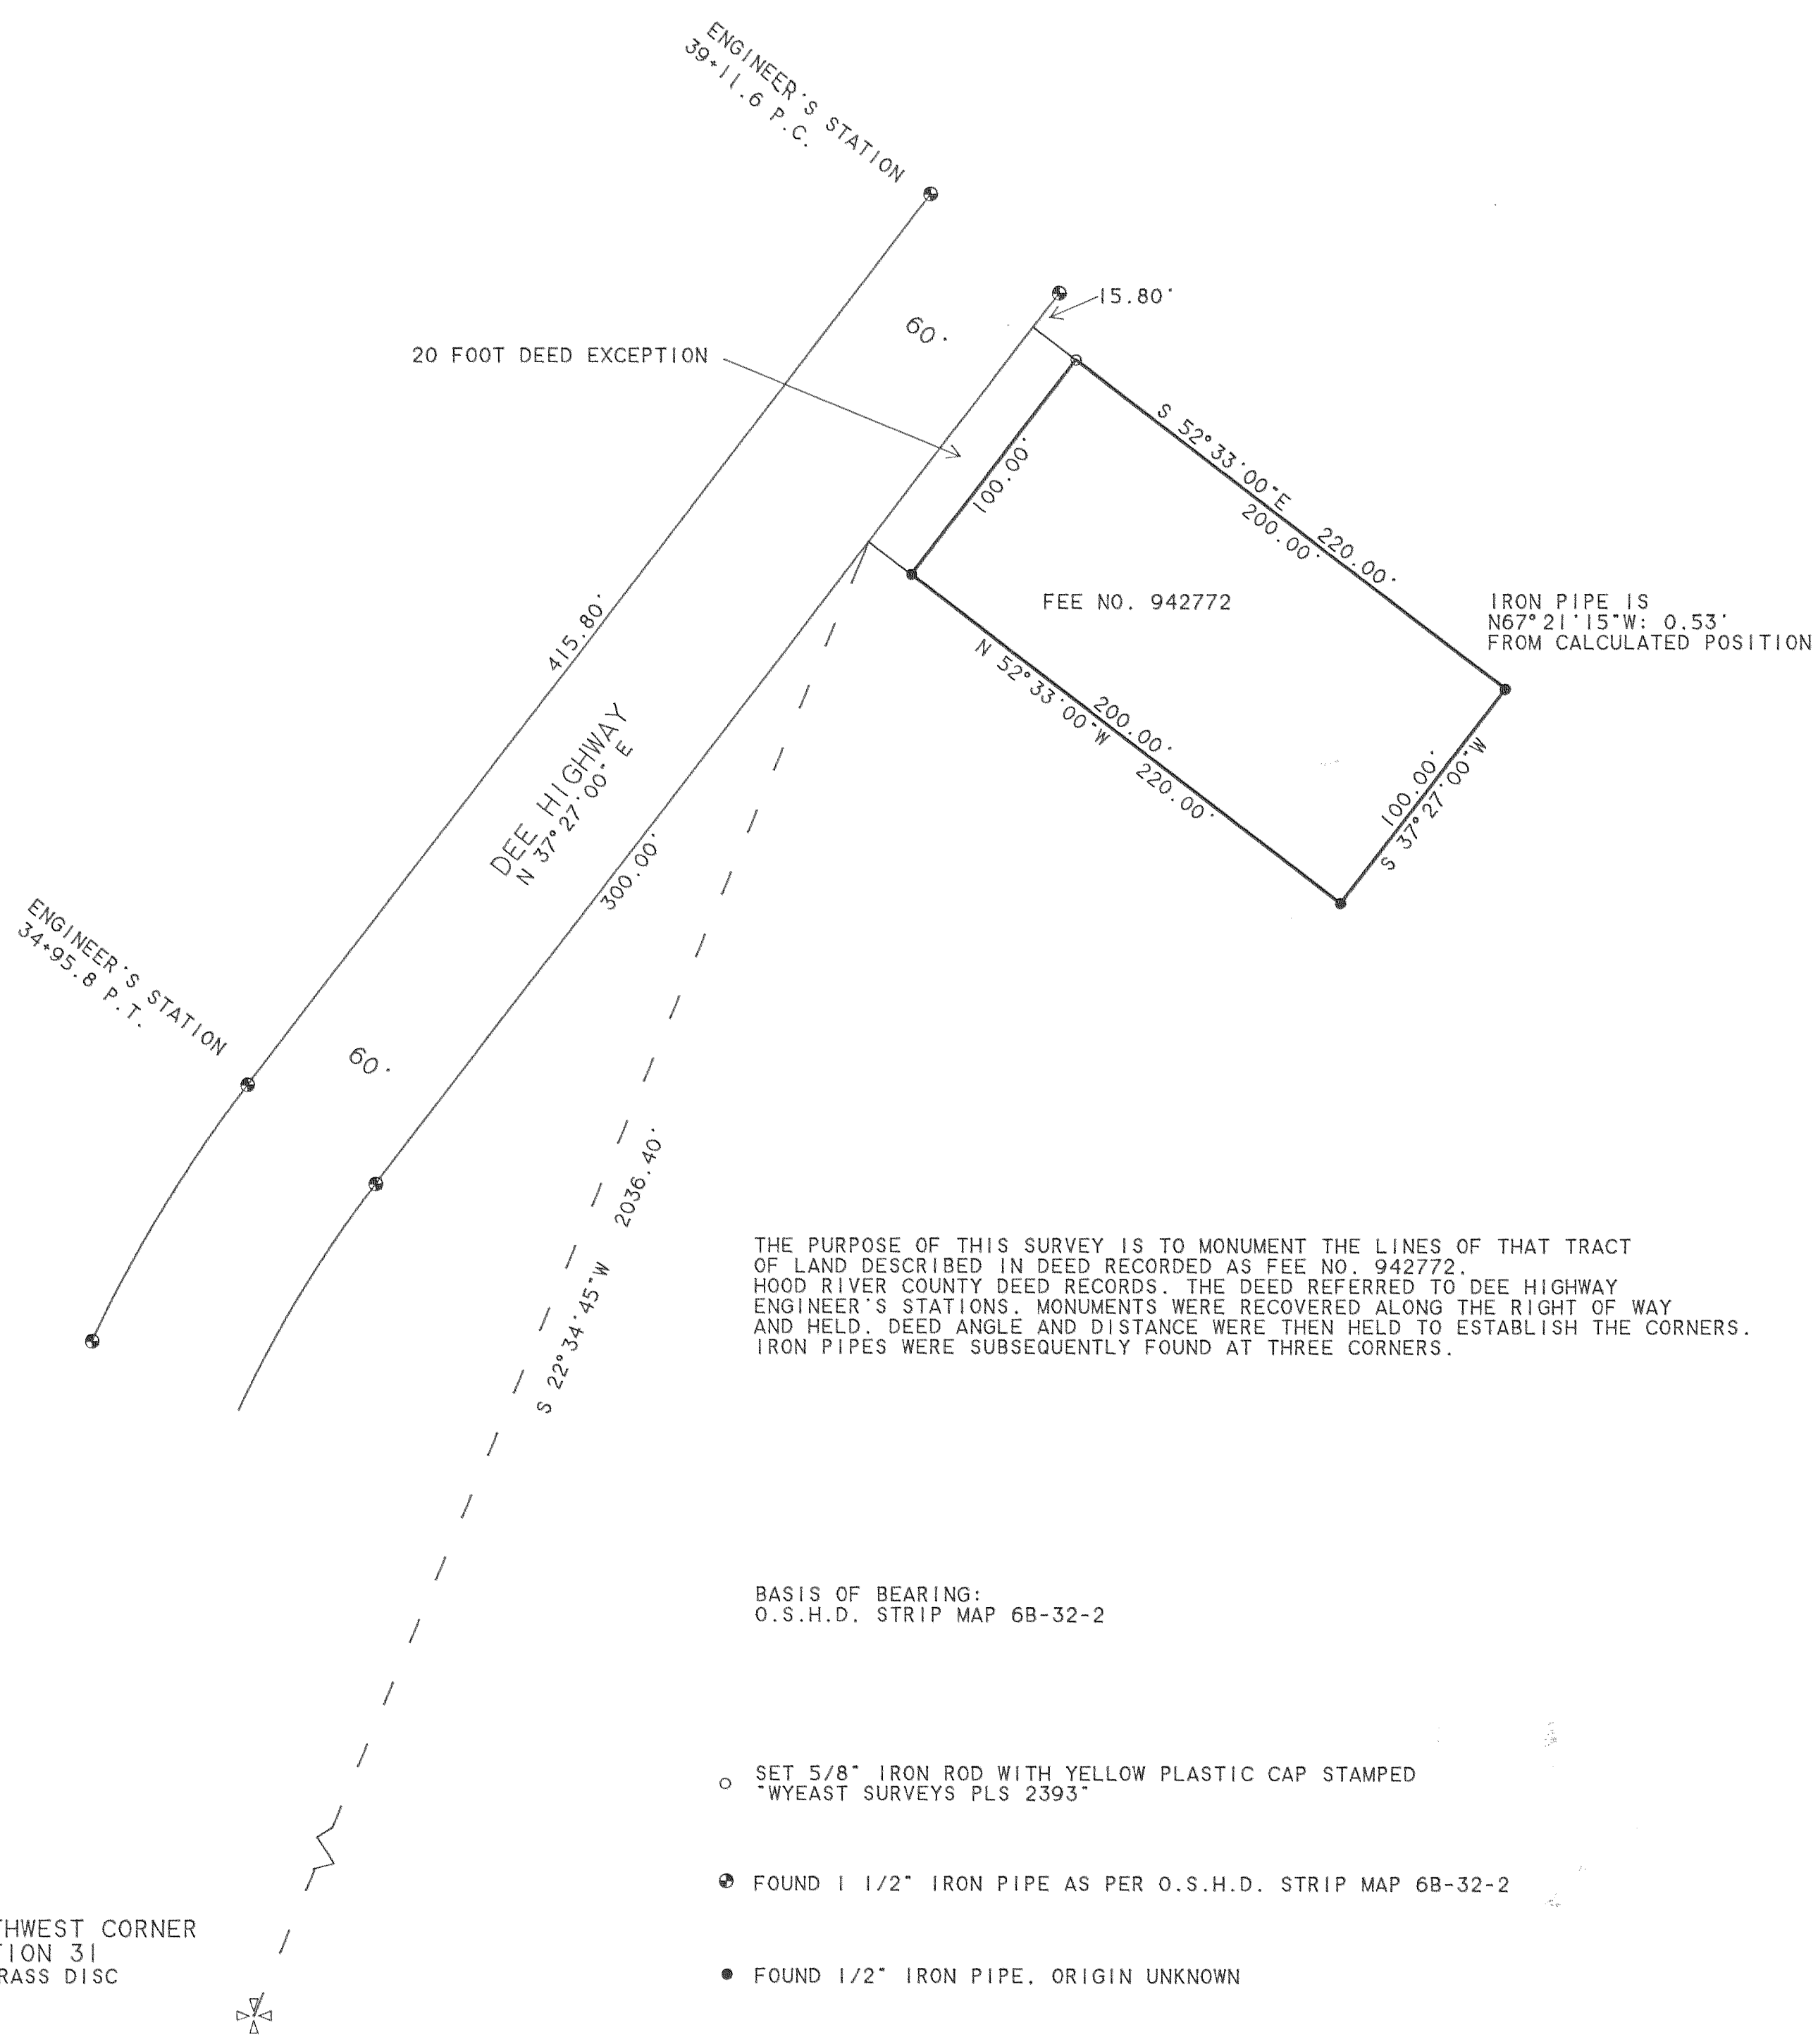 ENGINEER'S STATION
39+11.6 P.C.
15.80'
60'
20 FOOT DEED EXCEPTION
S 52°33'00"E
200.00'
220.00'
100.00'
FEE NO. 942772
IRON PIPE IS
N67°21'15"W: 0.53'
FROM CALCULATED POSITION
415.80'
N 52°33'00"W
200.00'
220.00'
100.00'
S 37°27'00"W
DEE HIGHWAY
N 37°27'00" E
300.00'
ENGINEER'S STATION
34+95.8 P.T.
60'
S 22°34'45"W 2036.40'
THE PURPOSE OF THIS SURVEY IS TO MONUMENT THE LINES OF THAT TRACT
OF LAND DESCRIBED IN DEED RECORDED AS FEE NO. 942772.
HOOD RIVER COUNTY DEED RECORDS. THE DEED REFERRED TO DEE HIGHWAY
ENGINEER'S STATIONS. MONUMENTS WERE RECOVERED ALONG THE RIGHT OF WAY
AND HELD. DEED ANGLE AND DISTANCE WERE THEN HELD TO ESTABLISH THE CORNERS.
IRON PIPES WERE SUBSEQUENTLY FOUND AT THREE CORNERS.
BASIS OF BEARING:
O.S.H.D. STRIP MAP 6B-32-2
SET 5/8" IRON ROD WITH YELLOW PLASTIC CAP STAMPED
"WYEAST SURVEYS PLS 2393"
FOUND 1 1/2" IRON PIPE AS PER O.S.H.D. STRIP MAP 6B-32-2
THWEST CORNER
TION 31
RASS DISC
FOUND 1/2" IRON PIPE. ORIGIN UNKNOWN